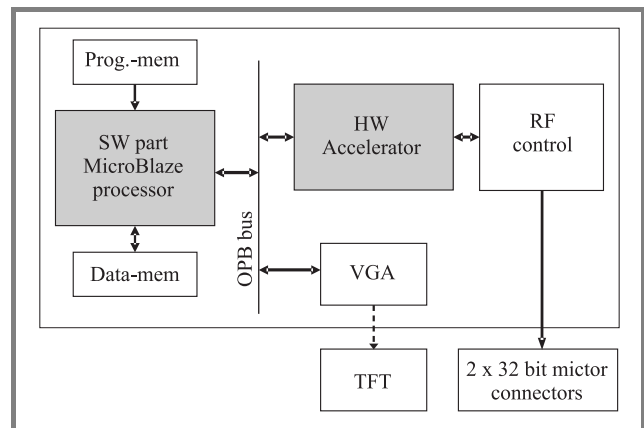 Prog.-mem
SW part
MicroBlaze
processor
Data-mem
OPB bus
HW
Accelerator
RF
control
VGA
TFT
2 x 32 bit mictor
connectors